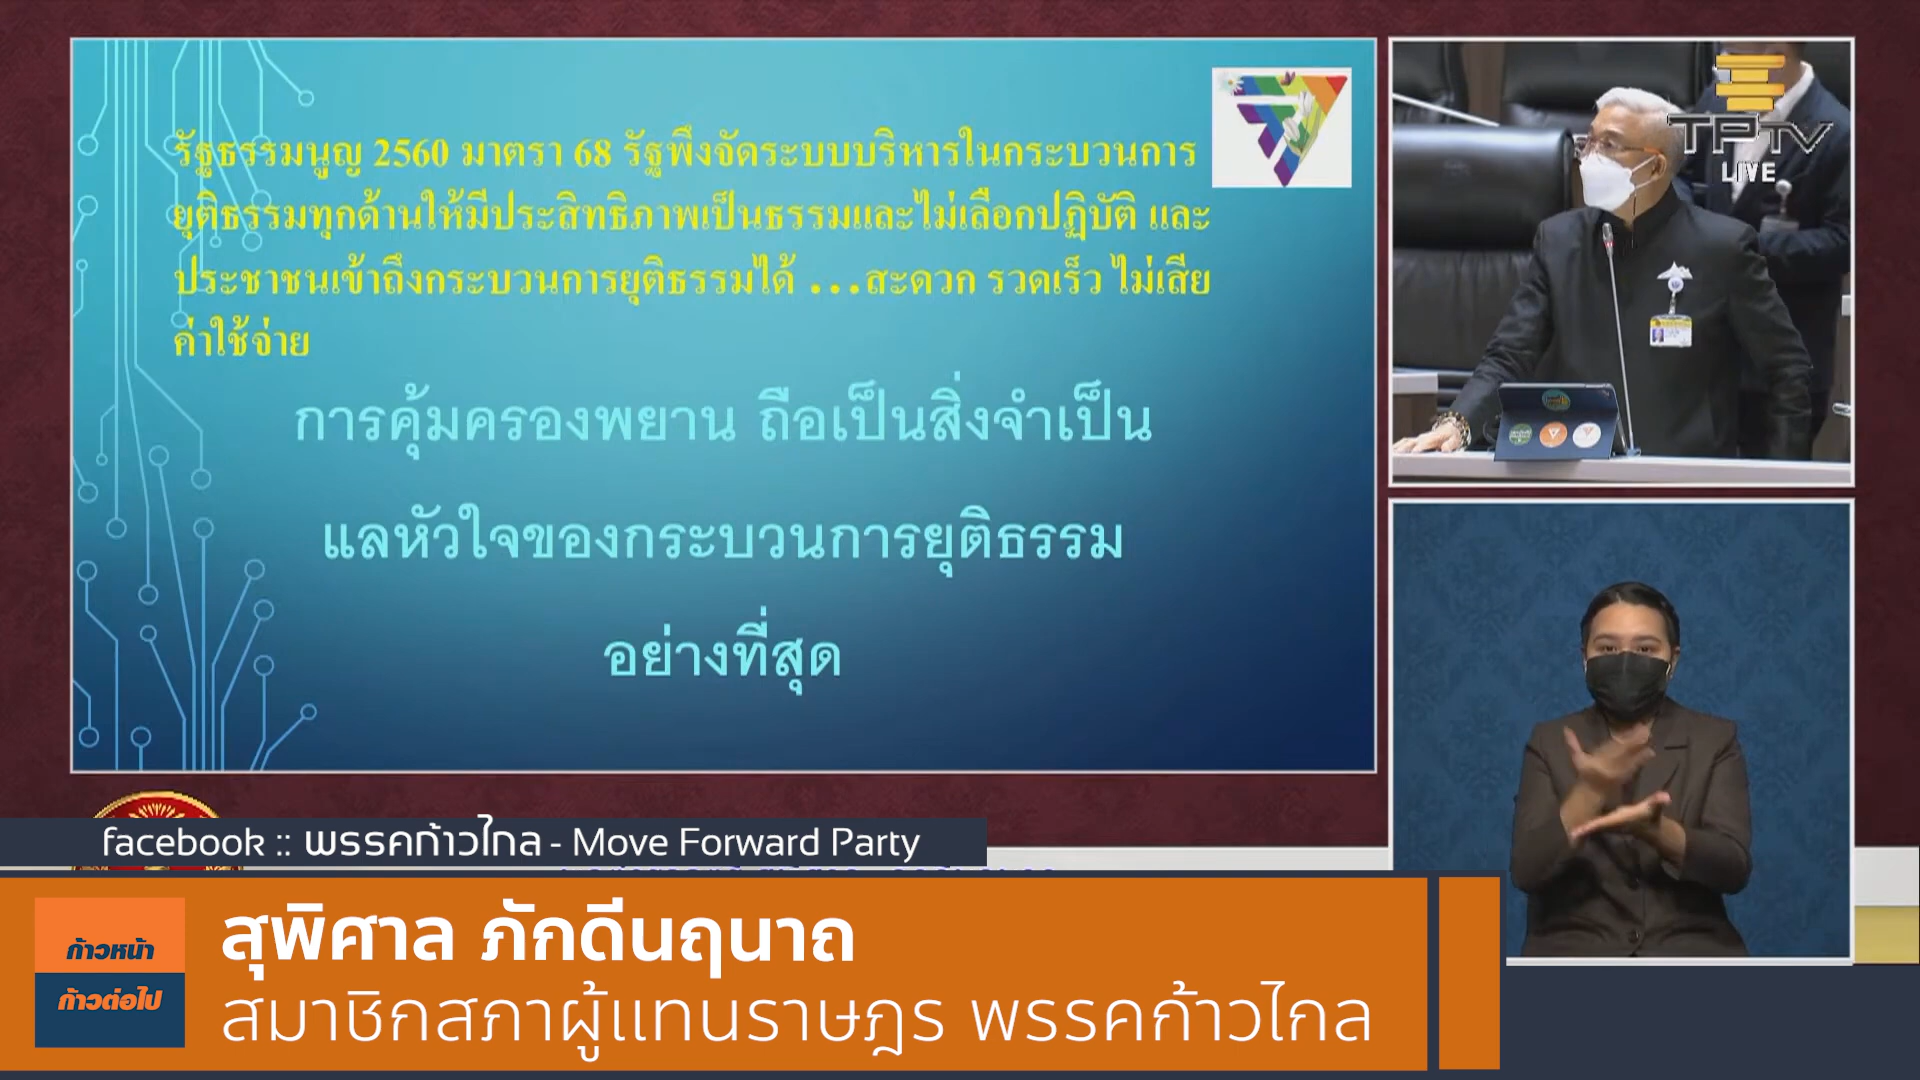 รัฐธรรมนูญ 2560 มาตรา 68 รัฐพึงจัดระบบบริหารในกระบวนการ
ยุติธรรมทุกด้านให้มีประสิทธิภาพเป็นธรรมและไม่เลือกปฏิบัติ และ
ประชาชนเข้าถึงกระบวนการยุติธรรมได้ ...สะดวก รวดเร็ว ไม่เสีย
ค่าใช้จ่าย
การคุ้มครองพยาน ถือเป็นสิ่งจำเป็น
แลหัวใจของกระบวนการยุติธรรม
อย่างที่สุด
TPTV
LIVE
facebook :: พรรคก้าวไกล - Move Forward Party
ก้าวหน้า
ก้าวต่อไป
สุพิศาล ภักดีนฤนาถ
สมาชิกสภาผู้แทนราษฎร พรรคก้าวไกล